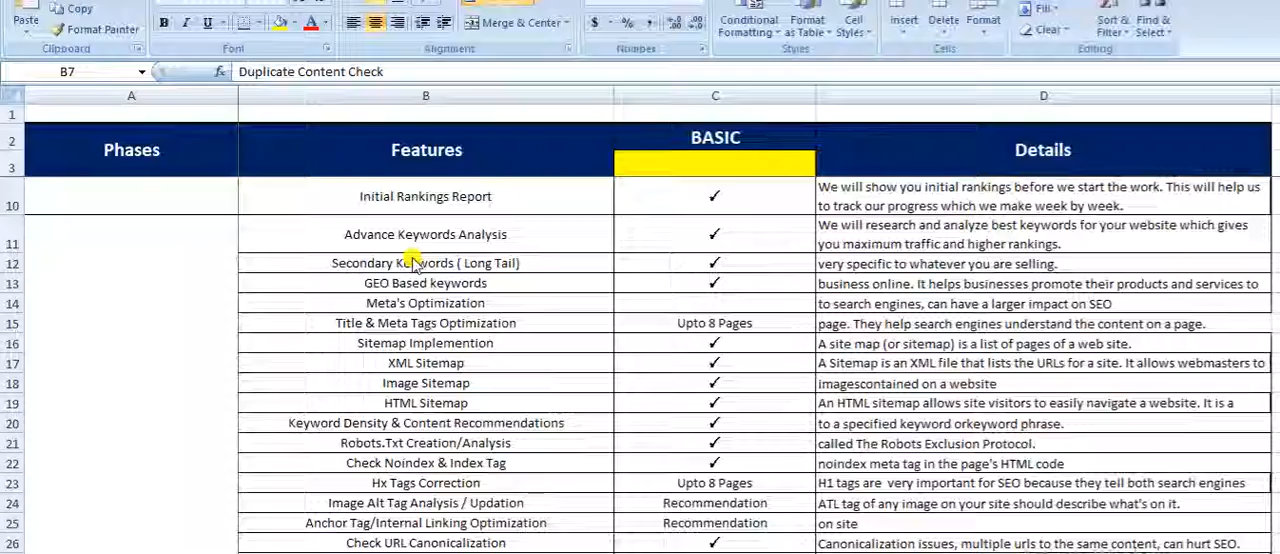 Paste
Copy
Format Painter
Clipboard
B I U
A
Font
Merge & Center
Alignment
$ % ,
Number
Conditional Formatting
Format as Table
Cell Styles
Styles
Insert
Delete
Format
Cells
Fill
Clear
Sort & Filter
Find & Select
Editing
B7 fx Duplicate Content Check
A B C D
1
2 BASIC
Phases Features Details
3
10 Initial Rankings Report ✓ We will show you initial rankings before we start the work. This will help us
to track our progress which we make week by week.
11 Advance Keywords Analysis ✓ We will research and analyze best keywords for your website which gives
you maximum traffic and higher rankings.
12 Secondary Keywords ( Long Tail) ✓ very specific to whatever you are selling.
13 GEO Based keywords ✓ business online. It helps businesses promote their products and services to
14 Meta's Optimization to search engines, can have a larger impact on SEO
15 Title & Meta Tags Optimization Upto 8 Pages page. They help search engines understand the content on a page.
16 Sitemap Implemention ✓ A site map (or sitemap) is a list of pages of a web site.
17 XML Sitemap ✓ A Sitemap is an XML file that lists the URLs for a site. It allows webmasters to
18 Image Sitemap ✓ imagescontained on a website
19 HTML Sitemap ✓ An HTML sitemap allows site visitors to easily navigate a website. It is a
20 Keyword Density & Content Recommendations ✓ to a specified keyword orkeyword phrase.
21 Robots.Txt Creation/Analysis ✓ called The Robots Exclusion Protocol.
22 Check Noindex & Index Tag ✓ noindex meta tag in the page's HTML code
23 Hx Tags Correction Upto 8 Pages H1 tags are very important for SEO because they tell both search engines
24 Image Alt Tag Analysis / Updation Recommendation ATL tag of any image on your site should describe what's on it.
25 Anchor Tag/Internal Linking Optimization Recommendation on site
26 Check URL Canonicalization ✓ Canonicalization issues, multiple urls to the same content, can hurt SEO.